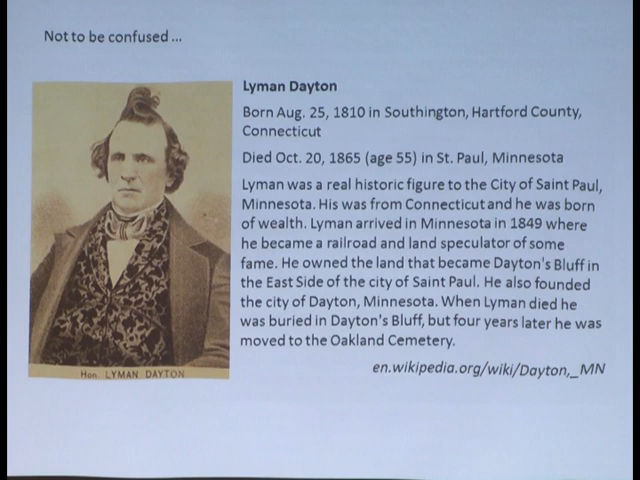 Not to be confused ...
Lyman Dayton
Born Aug. 25, 1810 in Southington, Hartford County,
Connecticut
Died Oct. 20, 1865 (age 55) in St. Paul, Minnesota
Lyman was a real historic figure to the City of Saint Paul,
Minnesota. His was from Connecticut and he was born
of wealth. Lyman arrived in Minnesota in 1849 where
he became a railroad and land speculator of some
fame. He owned the land that became Dayton's Bluff in
the East Side of the city of Saint Paul. He also founded
the city of Dayton, Minnesota. When Lyman died he
was buried in Dayton's Bluff, but four years later he was
moved to the Oakland Cemetery.
en.wikipedia.org/wiki/Dayton,_MN
Hon. LYMAN DAYTON